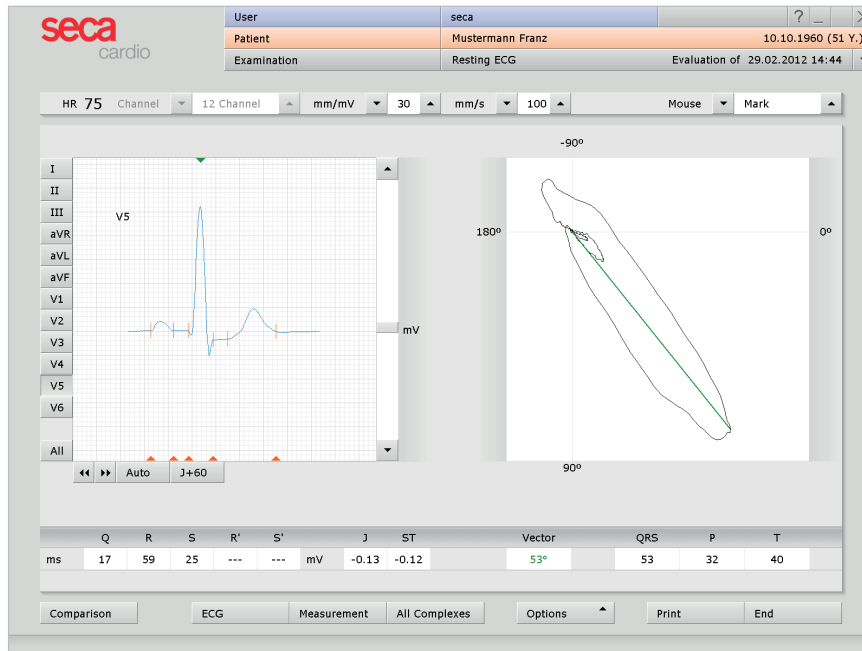 seca
cardio
User seca ? _
Patient Mustermann Franz 10.10.1960 (51 Y.)
Examination Resting ECG Evaluation of 29.02.2012 14:44
HR 75 Channel 12 Channel mm/mV 30 mm/s 100 Mouse Mark
-90º
I
II
III
V5
aVR
180º 0º
aVL
aVF
V1
V2
mV
V3
V4
V5
V6
All
90º
Auto J+60
Q R S R' S' J ST Vector QRS P T
ms 17 59 25 --- --- mV -0.13 -0.12 53° 53 32 40
Comparison ECG Measurement All Complexes Options Print End